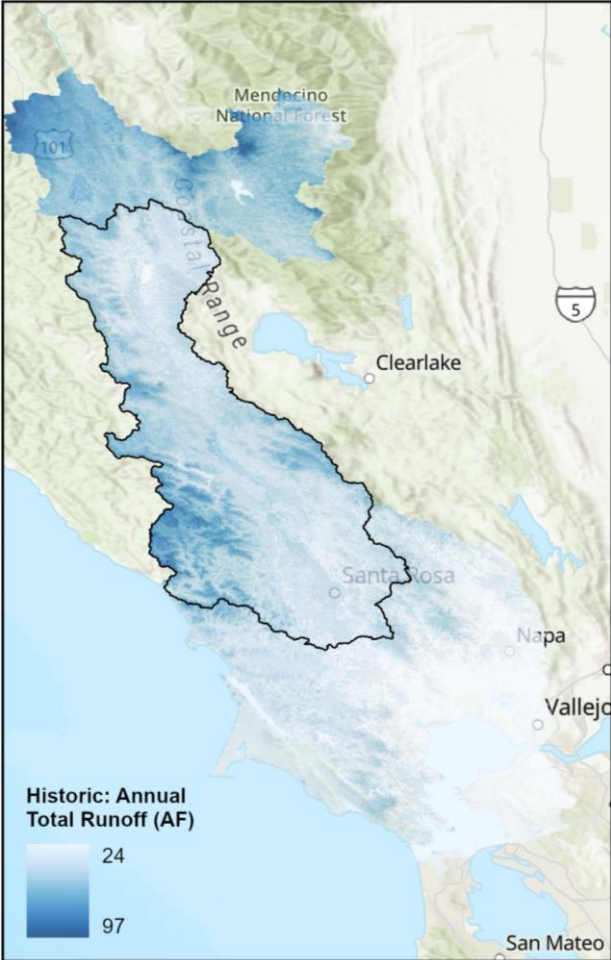 Mendocino
National Forest
101
Coastal Range
5
Clearlake
Santa Rosa
Napa
Vallejo
Historic: Annual
Total Runoff (AF)
24
97
San Mateo